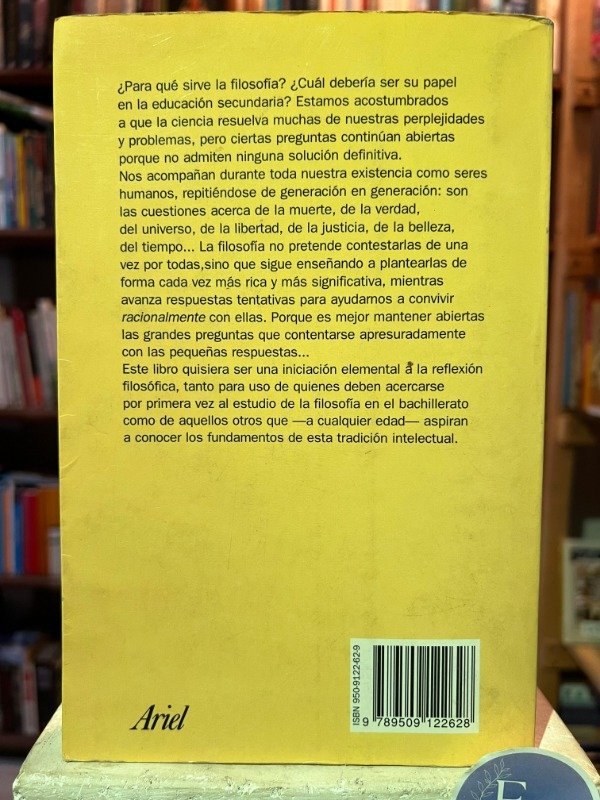 ¿Para qué sirve la filosofía? ¿Cuál debería ser su papel
en la educación secundaria? Estamos acostumbrados
a que la ciencia resuelva muchas de nuestras perplejidades
y problemas, pero ciertas preguntas continúan abiertas
porque no admiten ninguna solución definitiva.
Nos acompañan durante toda nuestra existencia como seres
humanos, repitiéndose de generación en generación: son
las cuestiones acerca de la muerte, de la verdad,
del universo, de la libertad, de la justicia, de la belleza,
del tiempo... La filosofía no pretende contestarlas de una
vez por todas,sino que sigue enseñando a plantearlas de
forma cada vez más rica y más significativa, mientras
avanza respuestas tentativas para ayudarnos a convivir
racionalmente con ellas. Porque es mejor mantener abiertas
las grandes preguntas que contentarse apresuradamente
con las pequeñas respuestas...
Este libro quisiera ser una iniciación elemental a la reflexión
filosófica, tanto para uso de quienes deben acercarse
por primera vez al estudio de la filosofía en el bachillerato
como de aquellos otros que —a cualquier edad— aspiran
a conocer los fundamentos de esta tradición intelectual.
Ariel
ISBN 950-9122-62-9
9 789509 122628
E